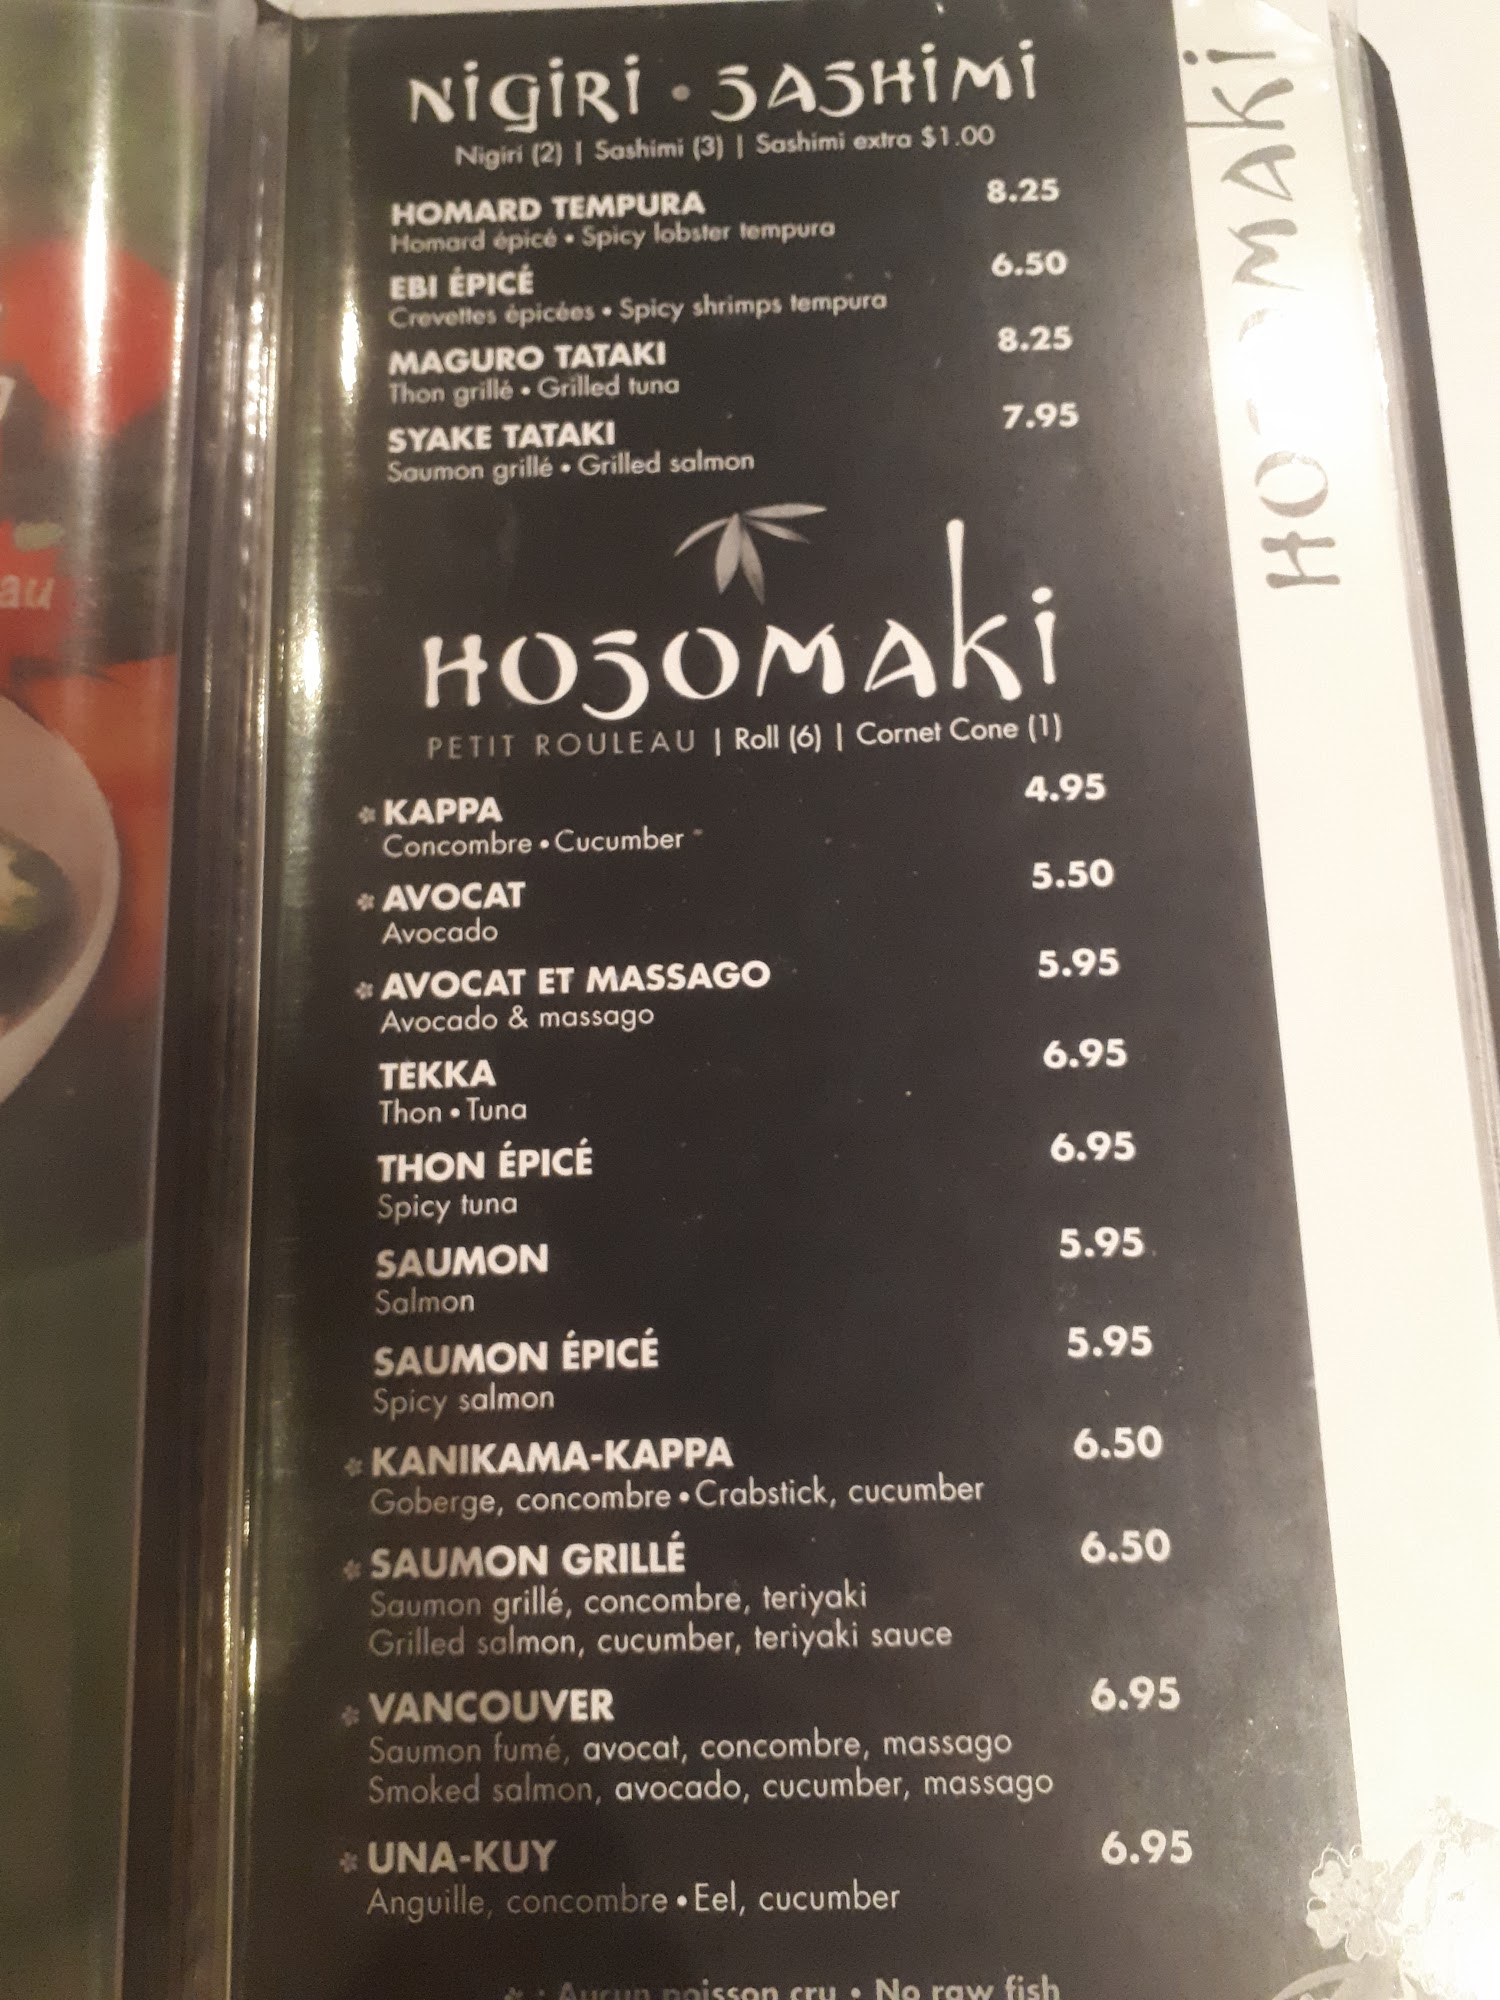 NIGIRI • SASHIMI
Nigiri (2) | Sashimi (3) | Sashimi extra $1.00
HOMARD TEMPURA 8.25
Homard épicé • Spicy lobster tempura
EBI ÉPICÉ 6.50
Crevettes épicées • Spicy shrimps tempura
MAGURO TATAKI 8.25
Thon grillé • Grilled tuna
SYAKE TATAKI 7.95
Saumon grillé • Grilled salmon
HOSOMAKI
PETIT ROULEAU | Roll (6) | Cornet Cone (1)
KAPPA 4.95
Concombre • Cucumber
AVOCAT 5.50
Avocado
AVOCAT ET MASSAGO 5.95
Avocado & massago
TEKKA 6.95
Thon • Tuna
THON ÉPICÉ 6.95
Spicy tuna
SAUMON 5.95
Salmon
SAUMON ÉPICÉ 5.95
Spicy salmon
KANIKAMA-KAPPA 6.50
Goberge, concombre • Crabstick, cucumber
SAUMON GRILLÉ 6.50
Saumon grillé, concombre, teriyaki
Grilled salmon, cucumber, teriyaki sauce
VANCOUVER 6.95
Saumon fumé, avocat, concombre, massago
Smoked salmon, avocado, cucumber, massago
UNA-KUY 6.95
Anguille, concombre • Eel, cucumber
: Aucun poisson cru • No raw fish
au